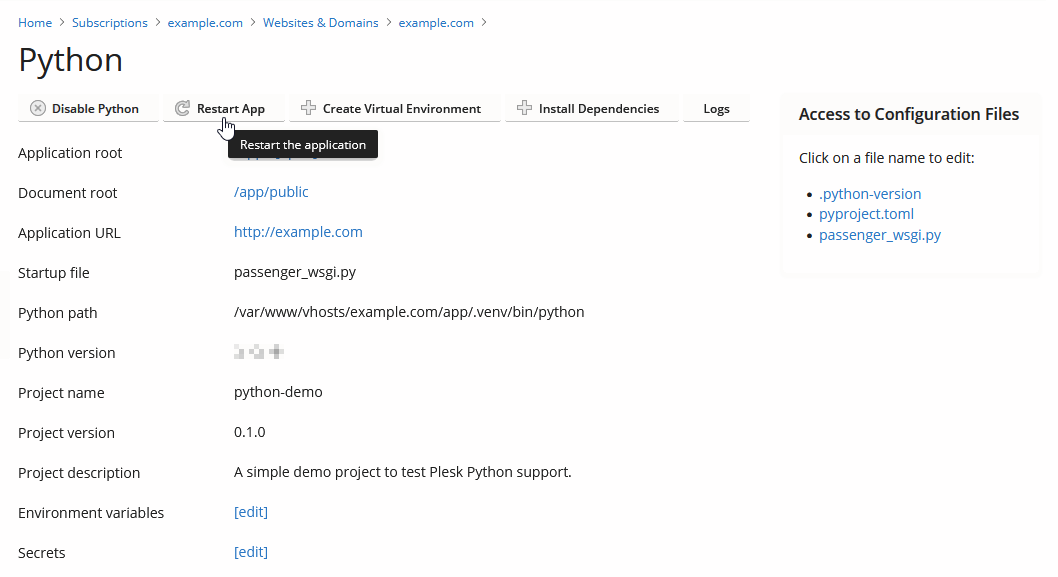 Home > Subscriptions > example.com > Websites & Domains > example.com >
Python
Disable Python Restart App Create Virtual Environment Install Dependencies Logs
Restart the application
Application root
Document root /app/public
Application URL http://example.com
Startup file passenger_wsgi.py
Python path /var/www/vhosts/example.com/app/.venv/bin/python
Python version
Project name python-demo
Project version 0.1.0
Project description A simple demo project to test Plesk Python support.
Environment variables [edit]
Secrets [edit]
Access to Configuration Files
Click on a file name to edit:
.python-version
pyproject.toml
passenger_wsgi.py